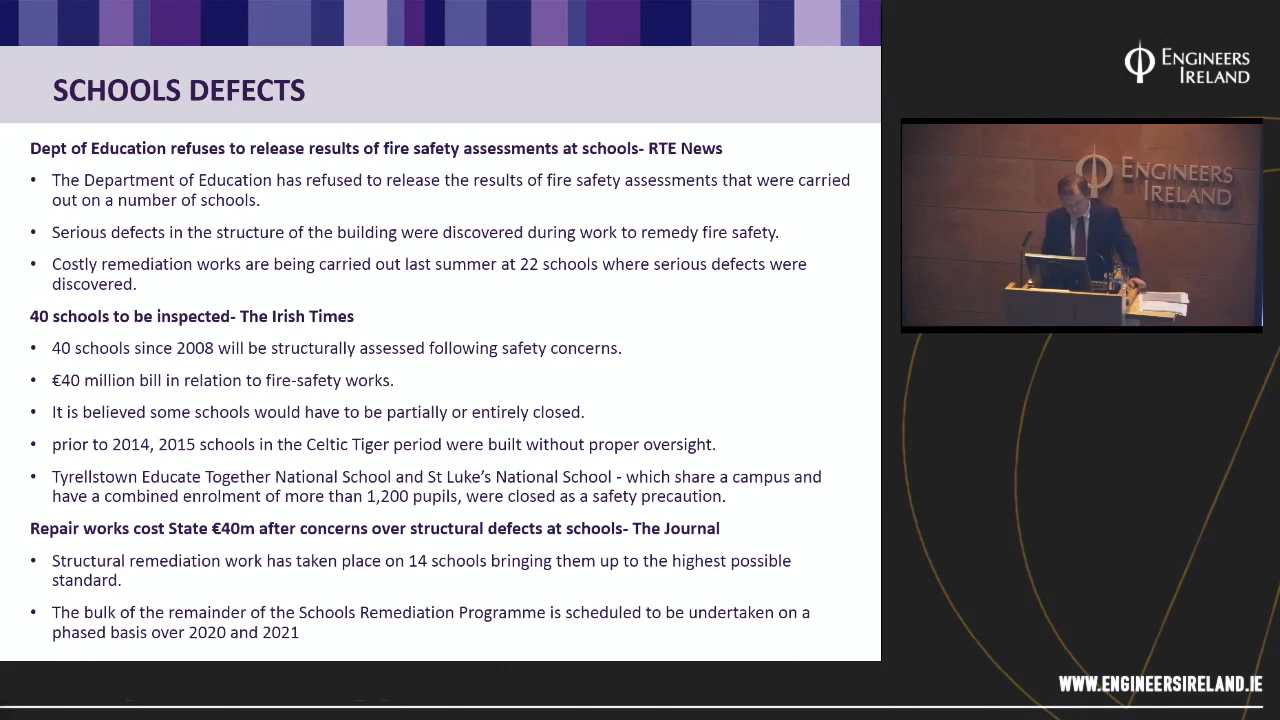 SCHOOLS DEFECTS
Dept of Education refuses to release results of fire safety assessments at schools- RTE News
• The Department of Education has refused to release the results of fire safety assessments that were carried
out on a number of schools.
• Serious defects in the structure of the building were discovered during work to remedy fire safety.
• Costly remediation works are being carried out last summer at 22 schools where serious defects were
discovered.
40 schools to be inspected- The Irish Times
• 40 schools since 2008 will be structurally assessed following safety concerns.
• €40 million bill in relation to fire-safety works.
• It is believed some schools would have to be partially or entirely closed.
• prior to 2014, 2015 schools in the Celtic Tiger period were built without proper oversight.
• Tyrellstown Educate Together National School and St Luke’s National School - which share a campus and
have a combined enrolment of more than 1,200 pupils, were closed as a safety precaution.
Repair works cost State €40m after concerns over structural defects at schools- The Journal
• Structural remediation work has taken place on 14 schools bringing them up to the highest possible
standard.
• The bulk of the remainder of the Schools Remediation Programme is scheduled to be undertaken on a
phased basis over 2020 and 2021
ENGINEERS
IRELAND
ENGINEERS
IRELAND
WWW.ENGINEERSIRELAND.IE